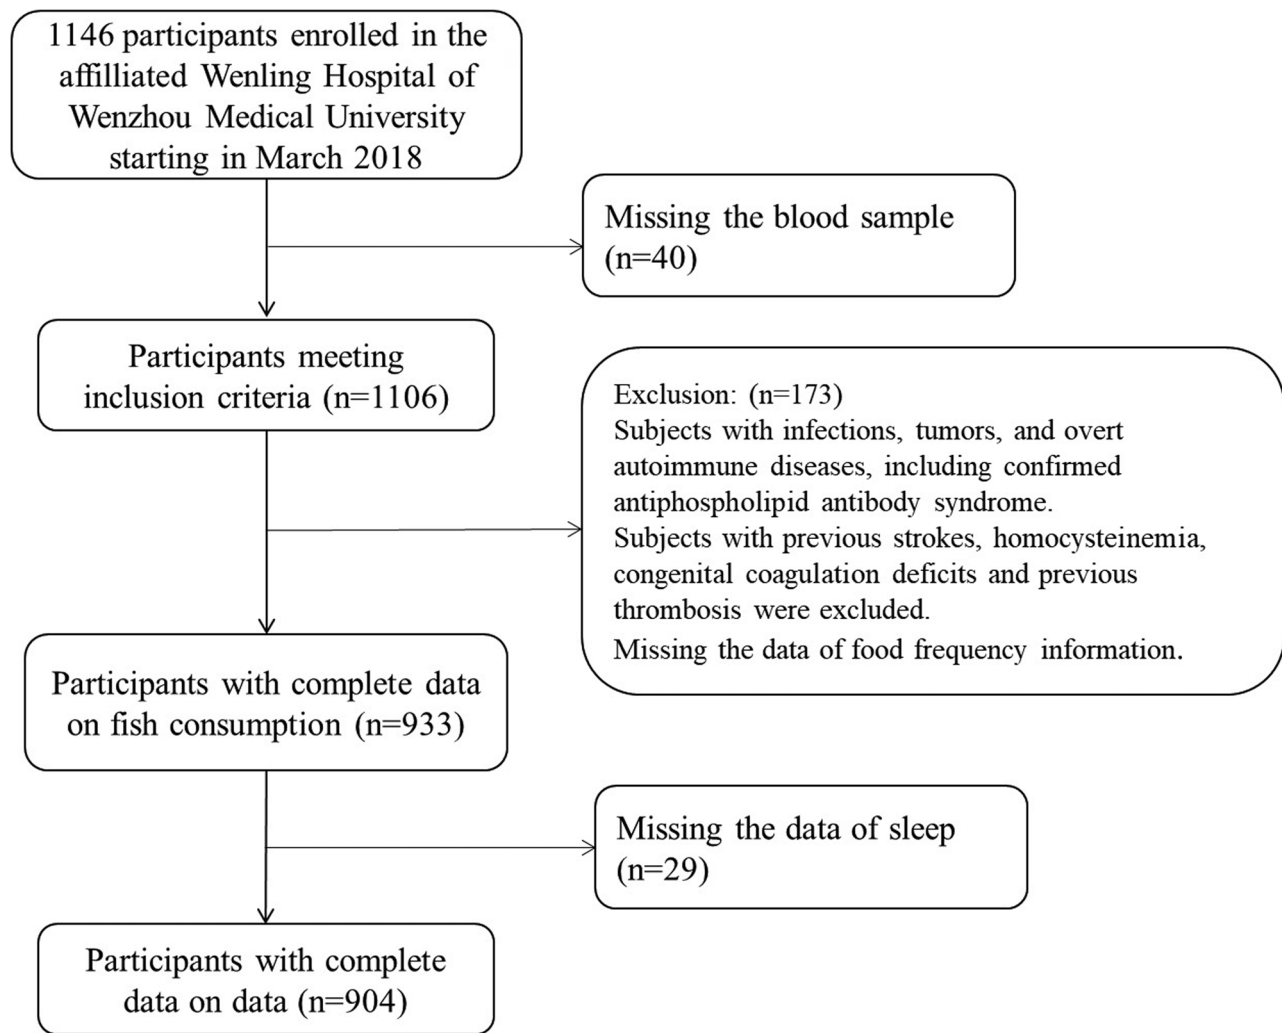 1146 participants enrolled in the
affilliated Wenling Hospital of
Wenzhou Medical University
starting in March 2018
Missing the blood sample
(n=40)
Participants meeting
inclusion criteria (n=1106)
Exclusion: (n=173)
Subjects with infections, tumors, and overt
autoimmune diseases, including confirmed
antiphospholipid antibody syndrome.
Subjects with previous strokes, homocysteinemia,
congenital coagulation deficits and previous
thrombosis were excluded.
Missing the data of food frequency information.
Participants with complete data
on fish consumption (n=933)
Missing the data of sleep
(n=29)
Participants with complete
data on data (n=904)